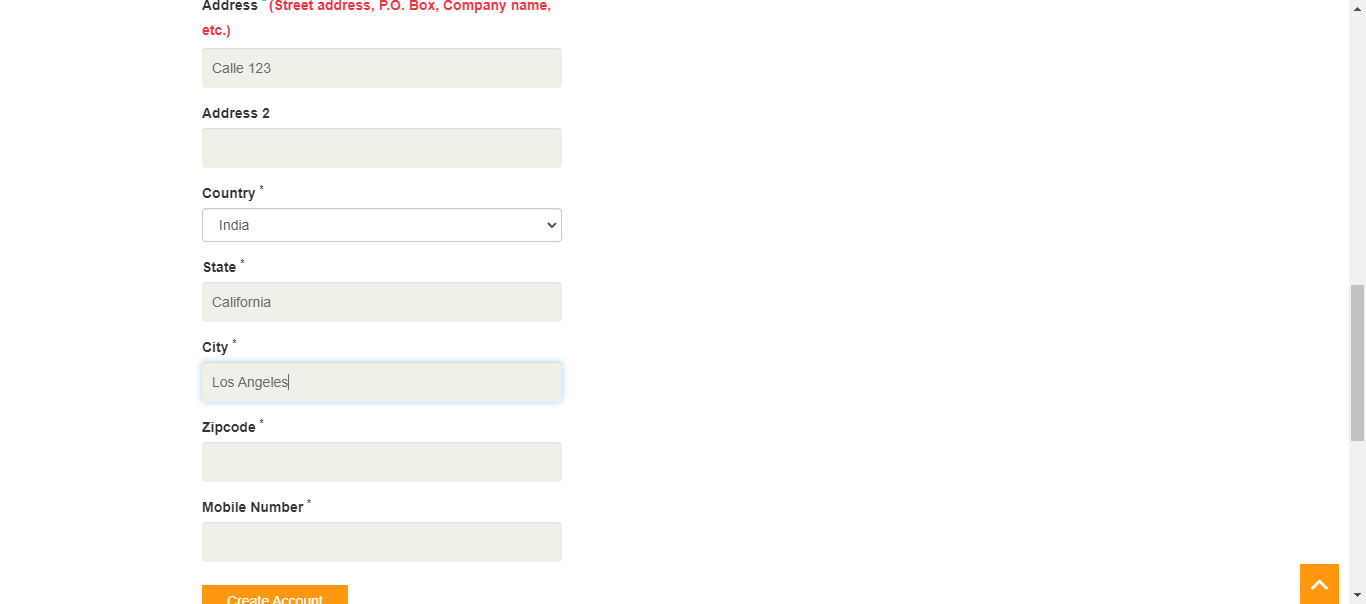 Address * (Street address, P.O. Box, Company name,
etc.)
Calle 123
Address 2
Country *
India
State *
California
City *
Los Angeles
Zipcode *
Mobile Number *
Create Account